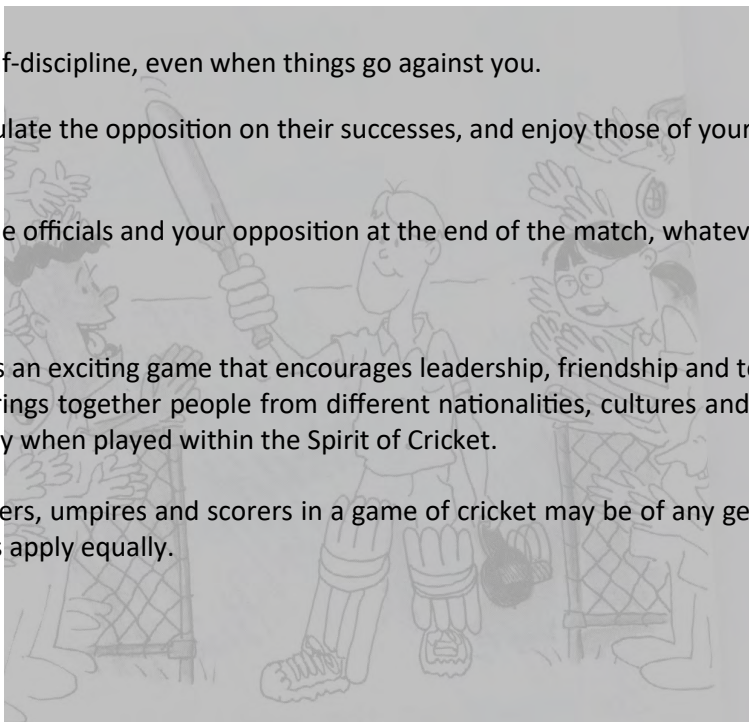 f-discipline, even when things go against you.
ulate the opposition on their successes, and enjoy those of your
e officials and your opposition at the end of the match, whatev
s an exciting game that encourages leadership, friendship and te
rings together people from different nationalities, cultures and
y when played within the Spirit of Cricket.
ers, umpires and scorers in a game of cricket may be of any ge
s apply equally.